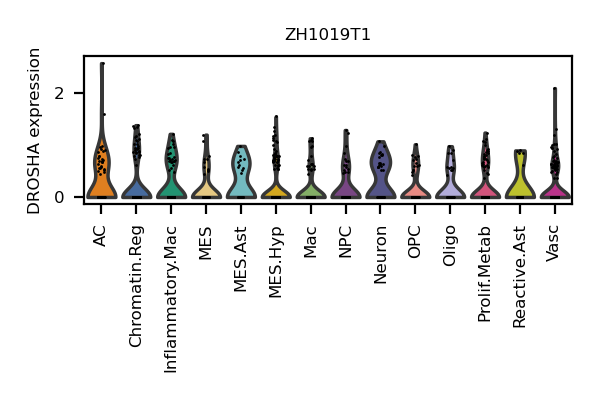 ZH1019T1
DROSHA expression
2
0
AC
Chromatin.Reg
Inflammatory.Mac
MES
MES.Ast
MES.Hyp
Mac
NPC
Neuron
OPC
Oligo
Prolif.Metab
Reactive.Ast
Vasc